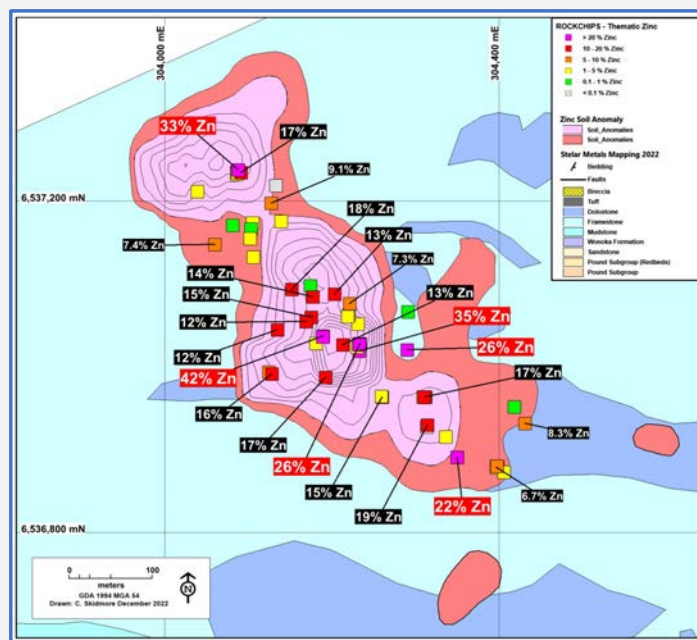 304,000 mE
304,400 mE
ROCKCHIPS - Thematic Zinc
> 20 % Zinc
10 - 20 % Zinc
5 - 10 % Zinc
1 - 5 % Zinc
0.1 - 1 % Zinc
< 0.1 % Zinc
Zinc Soil Anomaly
Soil_Anomalies
Soil_Anomalies
Stelar Metals Mapping 2022
Bedding
Faults
Breccia
Tuff
Dolostone
Framestone
Mudstone
Wonoka Formation
Sandstone
Pound Subgroup (Redbeds)
Pound Subgroup
33% Zn
17% Zn
9.1% Zn
6,537,200 mN
18% Zn
13% Zn
7.4% Zn
7.3% Zn
14% Zn
13% Zn
15% Zn
35% Zn
12% Zn
26% Zn
12% Zn
42% Zn
17% Zn
16% Zn
17% Zn
8.3% Zn
26% Zn
15% Zn
6.7% Zn
19% Zn
22% Zn
6,536,800 mN
0
100
meters
GDA 1994 MGA 54
Drawn: C. Skidmore December 2022
N